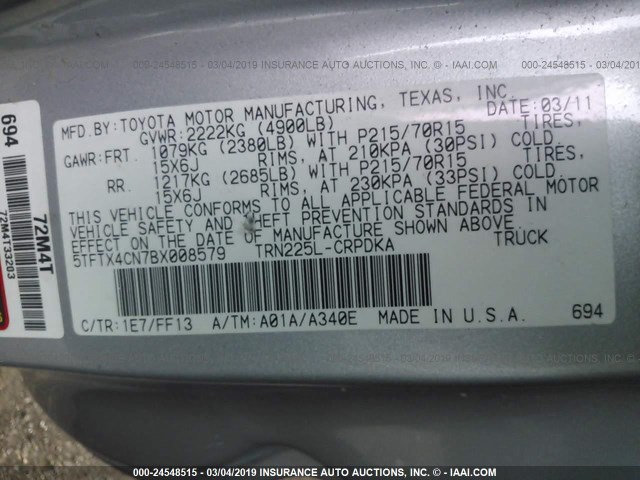 000-24548515 - 03/04/2019 INSURANCE AUTO AUCTIONS INC. - © IAAI.COM
MFD.BY:TOYOTA MOTOR MANUFACTURING, TEXAS, INC.
GVWR:2222KG (4900LB) DATE:03/11
GAWR:FRT 1079KG (2380LB) WITH P215/70R15 TIRES,
15X6J RIMS, AT 210KPA (30PSI) COLD.
RR 1217KG (2685LB) WITH P215/70R15 TIRES,
15X6J RIMS, AT 230KPA (33PSI) COLD.
THIS VEHICLE CONFORMS TO ALL APPLICABLE FEDERAL MOTOR
VEHICLE SAFETY AND THEFT PREVENTION STANDARDS IN
EFFECT ON THE DATE OF MANUFACTURE SHOWN ABOVE.
5TFTX4CN7BX008579 TRN225L-CRPDKA TRUCK
C/TR:1E7/FF13 A/TM:A01A/A340E MADE IN U.S.A. 694
694
72M4T
72M4T33203
IAAI.COM
000-24548515 - 03/04/2019 INSURANCE AUTO AUCTIONS INC. - © IAAI.COM